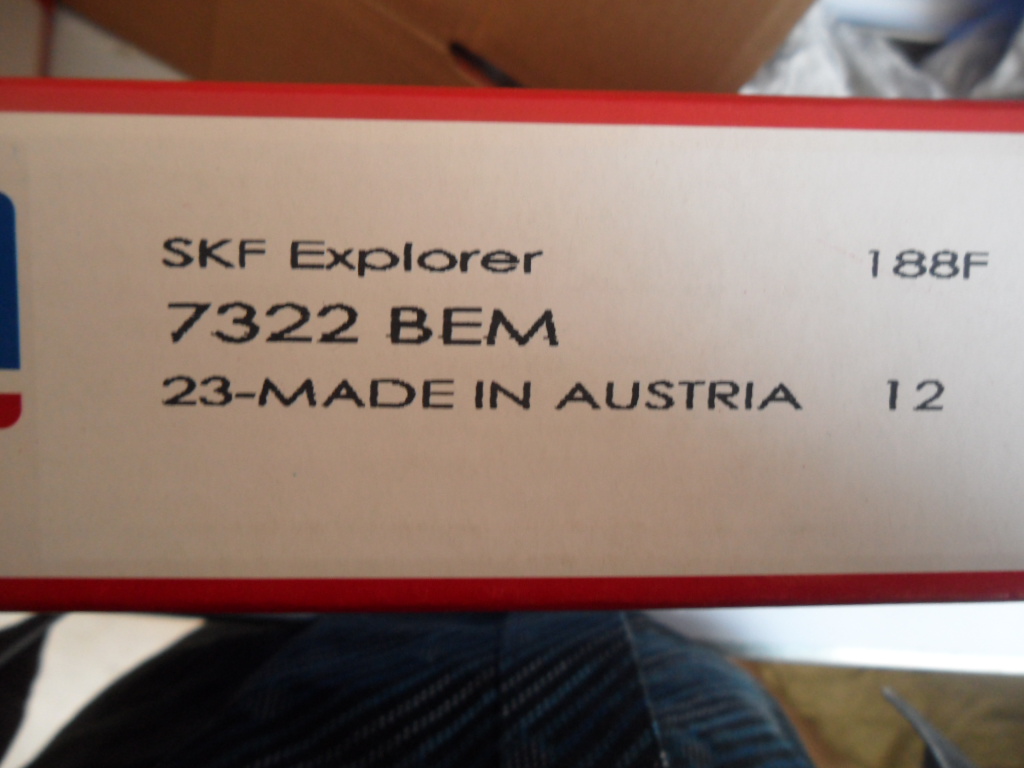 SKF Explorer 188F
7322 BEM
23-MADE IN AUSTRIA 12